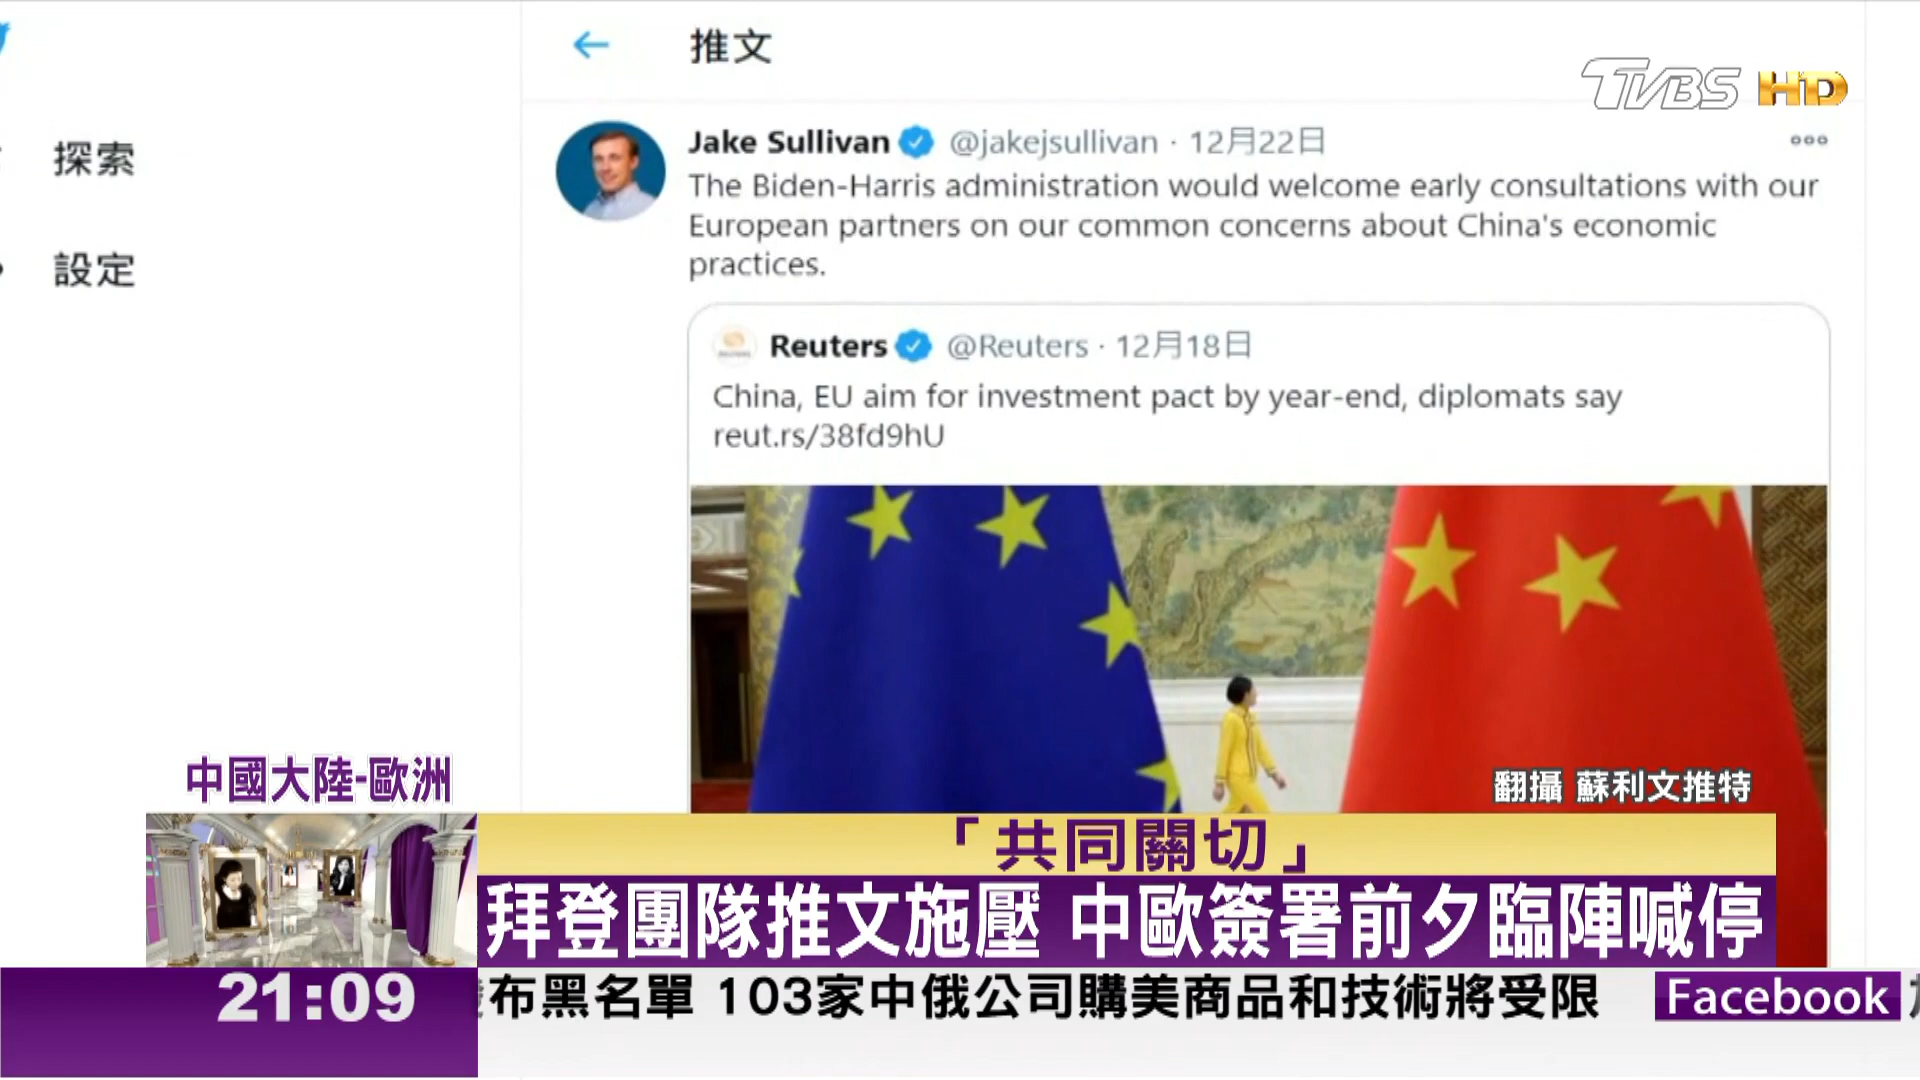 推文
TVBS HD
探索
設定
Jake Sullivan @jakejsullivan · 12月22日
The Biden-Harris administration would welcome early consultations with our
European partners on our common concerns about China's economic
practices.
Reuters @Reuters · 12月18日
China, EU aim for investment pact by year-end, diplomats say
reut.rs/38fd9hU
中國大陸-歐洲
翻攝 蘇利文推特
「共同關切」
拜登團隊推文施壓 中歐簽署前夕臨陣喊停
21:09
布黑名單 103家中俄公司購美商品和技術將受限
Facebook